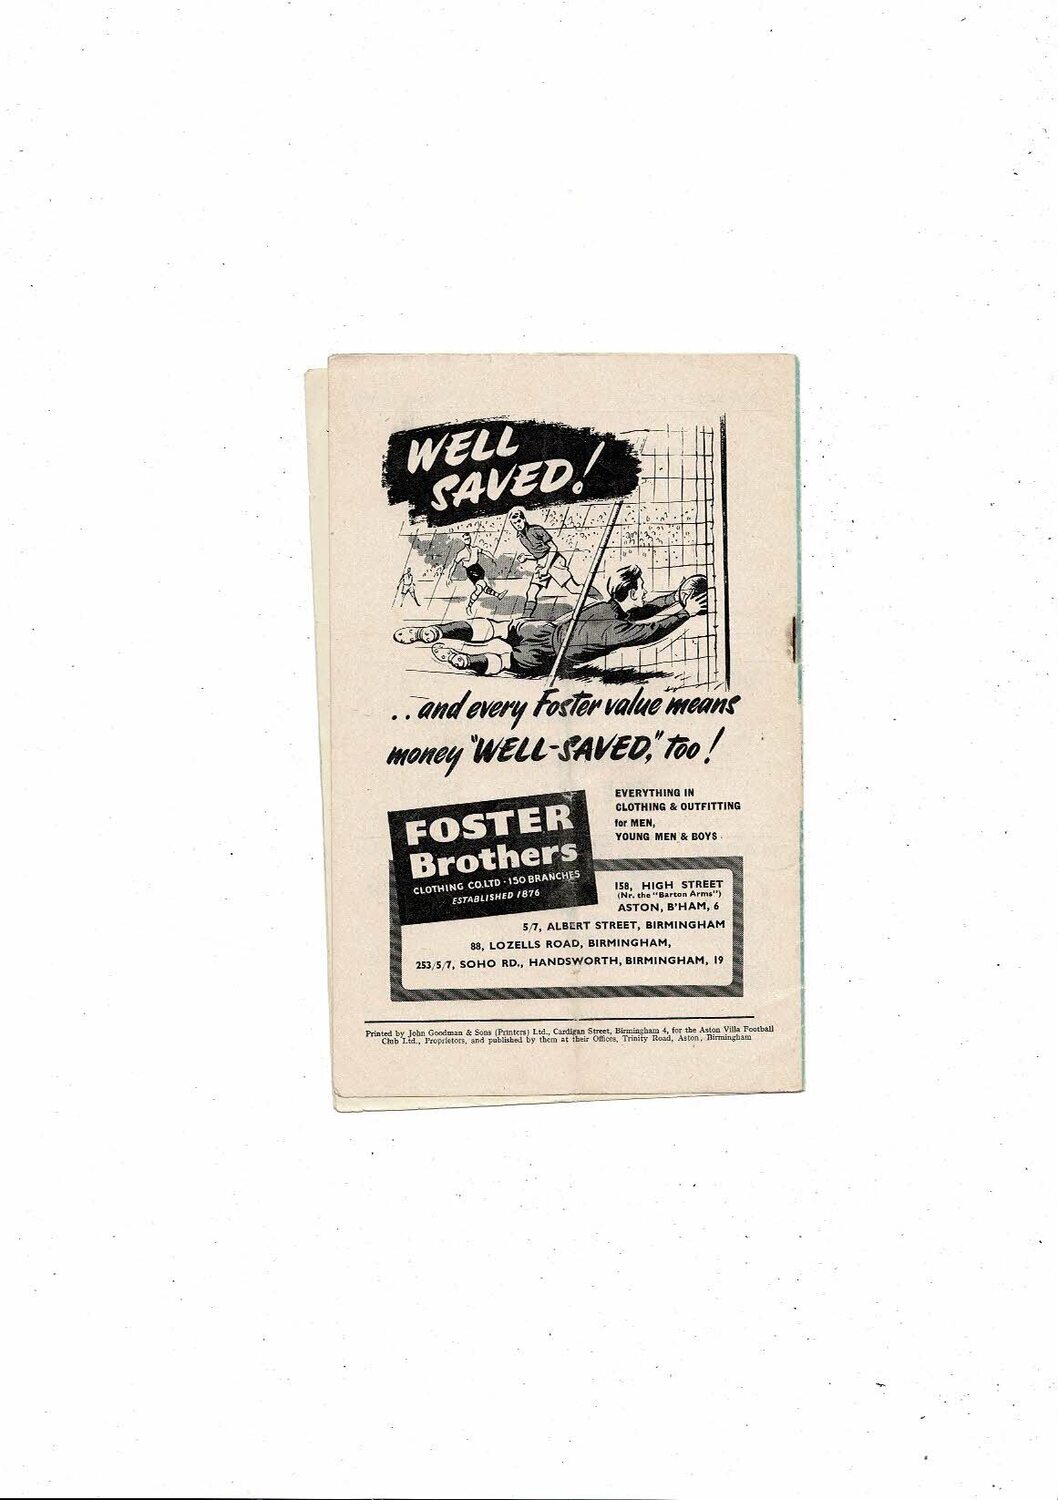 WELL
SAVED!
..and every Foster value means
money "WELL-SAVED," too!
EVERYTHING IN
CLOTHING & OUTFITTING
for MEN,
YOUNG MEN & BOYS.
FOSTER
Brothers
CLOTHING CO. LTD · 150 BRANCHES
ESTABLISHED 1876
158, HIGH STREET
(Nr. the "Barton Arms")
ASTON, B'HAM, 6
5/7, ALBERT STREET, BIRMINGHAM
88, LOZELLS ROAD, BIRMINGHAM,
253/5/7, SOHO RD., HANDSWORTH, BIRMINGHAM, 19
Printed by John Goodman & Sons (Printers) Ltd., Cardigan Street, Birmingham 4, for the Aston Villa Football
Club Ltd., Proprietors, and published by them at their Offices, Trinity Road, Aston, Birmingham